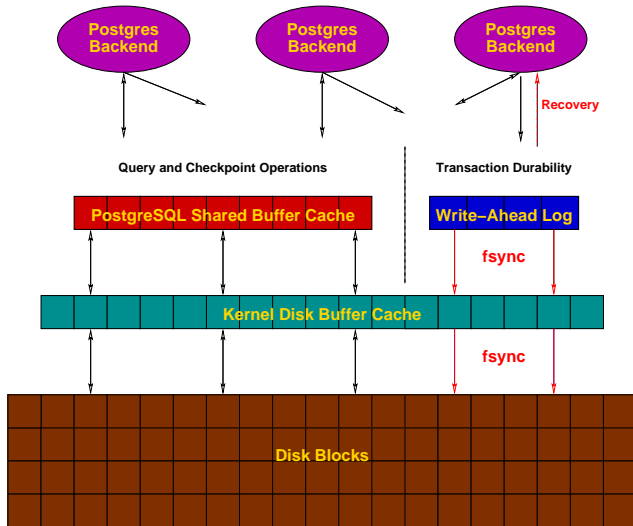 Postgres
Backend
Postgres
Backend
Postgres
Backend
Recovery
Query and Checkpoint Operations
Transaction Durability
PostgreSQL Shared Buffer Cache
Write−Ahead Log
fsync
Kernel Disk Buffer Cache
fsync
Disk Blocks